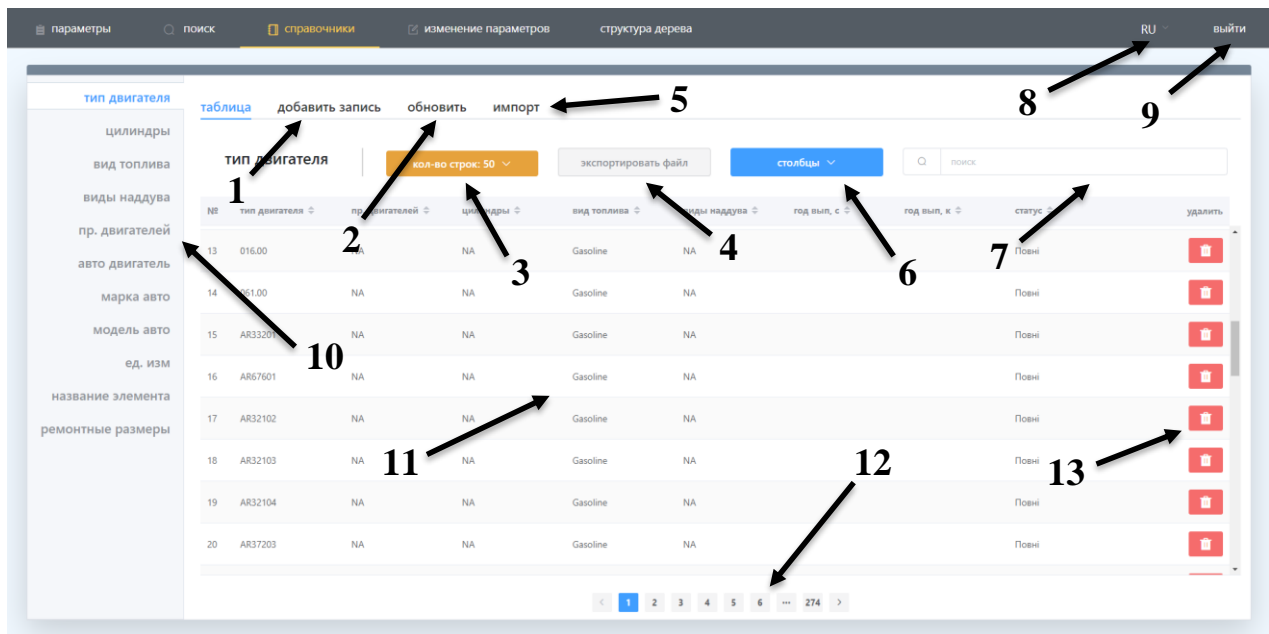 параметры поиск справочники изменение параметров структура дерева RU выйти
тип двигателя
цилиндры
вид топлива
виды наддува
пр. двигателей
авто двигатель
марка авто
модель авто
ед. изм
название элемента
ремонтные размеры
таблица добавить запись обновить импорт
5 8 9
тип двигателя кол-во строк: 50 экспортировать файл столбцы поиск
1 2 3 4 6 7
№ тип двигателя пр. двигателей цилиндры вид топлива виды наддува год вып, с год вып, к статус удалить
13 016.00 NA NA Gasoline NA Повні
14 061.00 NA NA Gasoline NA Повні
15 AR33201 NA NA Gasoline NA Повні
10
16 AR67601 NA NA Gasoline NA Повні
17 AR32102 NA NA Gasoline NA Повні
18 AR32103 NA NA Gasoline NA Повні
11 12 13
19 AR32104 NA NA Gasoline NA Повні
20 AR37203 NA NA Gasoline NA Повні
< 1 2 3 4 5 6 ··· 274 >